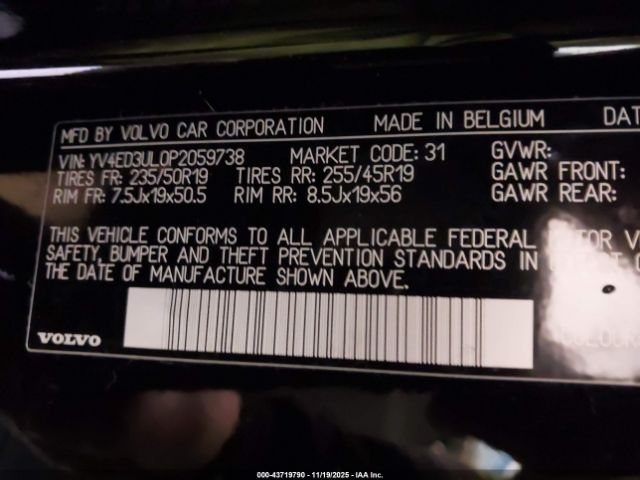 MFD BY VOLVO CAR CORPORATION MADE IN BELGIUM DAT
VIN: YV4ED3UL0P2059738 MARKET CODE: 31 GVWR:
TIRES FR: 235/50R19 TIRES RR: 255/45R19 GAWR FRONT:
RIM FR: 7.5Jx19x50.5 RIM RR: 8.5Jx19x56 GAWR REAR:
THIS VEHICLE CONFORMS TO ALL APPLICABLE FEDERAL MOTOR V
SAFETY, BUMPER AND THEFT PREVENTION STANDARDS IN EFFECT O
THE DATE OF MANUFACTURE SHOWN ABOVE.
VOLVO
000-43719790 - 11/19/2025 - IAA Inc.